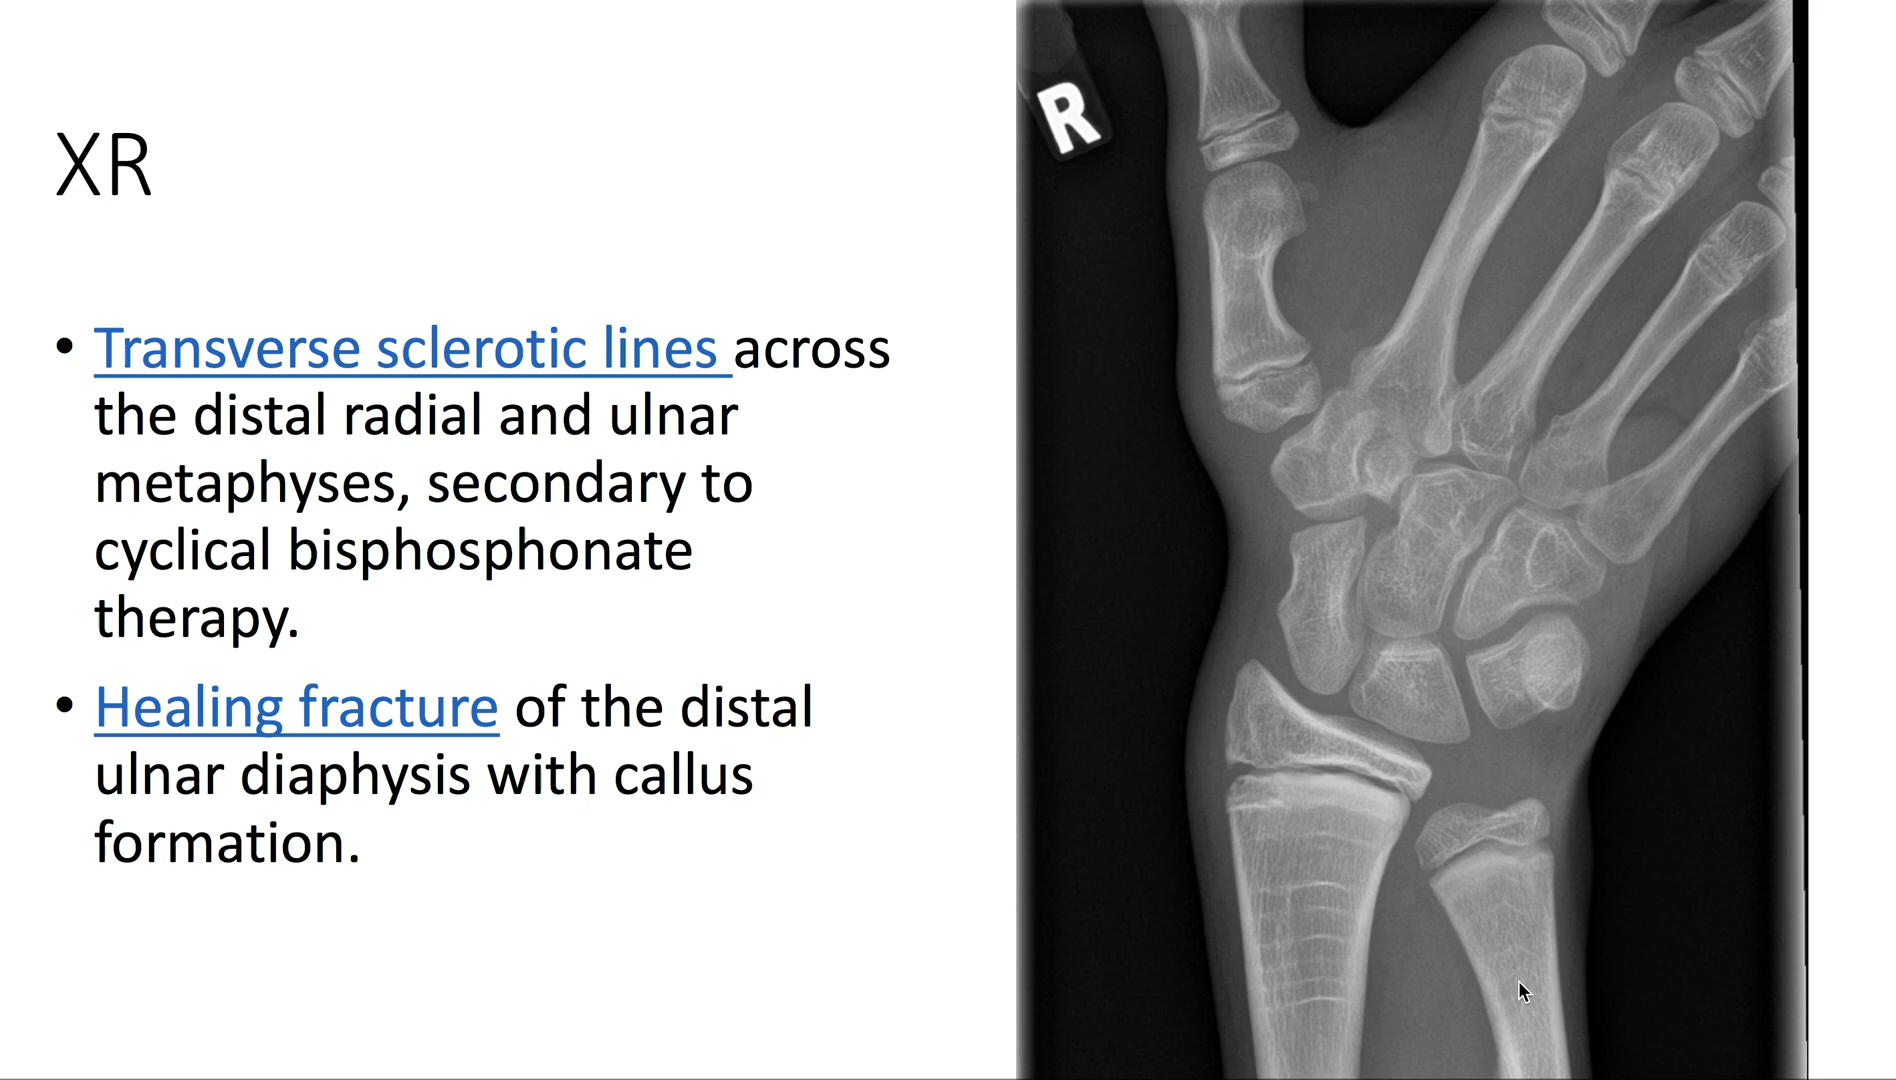 XR
• Transverse sclerotic lines across
the distal radial and ulnar
metaphyses, secondary to
cyclical bisphosphonate
therapy.
• Healing fracture of the distal
ulnar diaphysis with callus
formation.
R